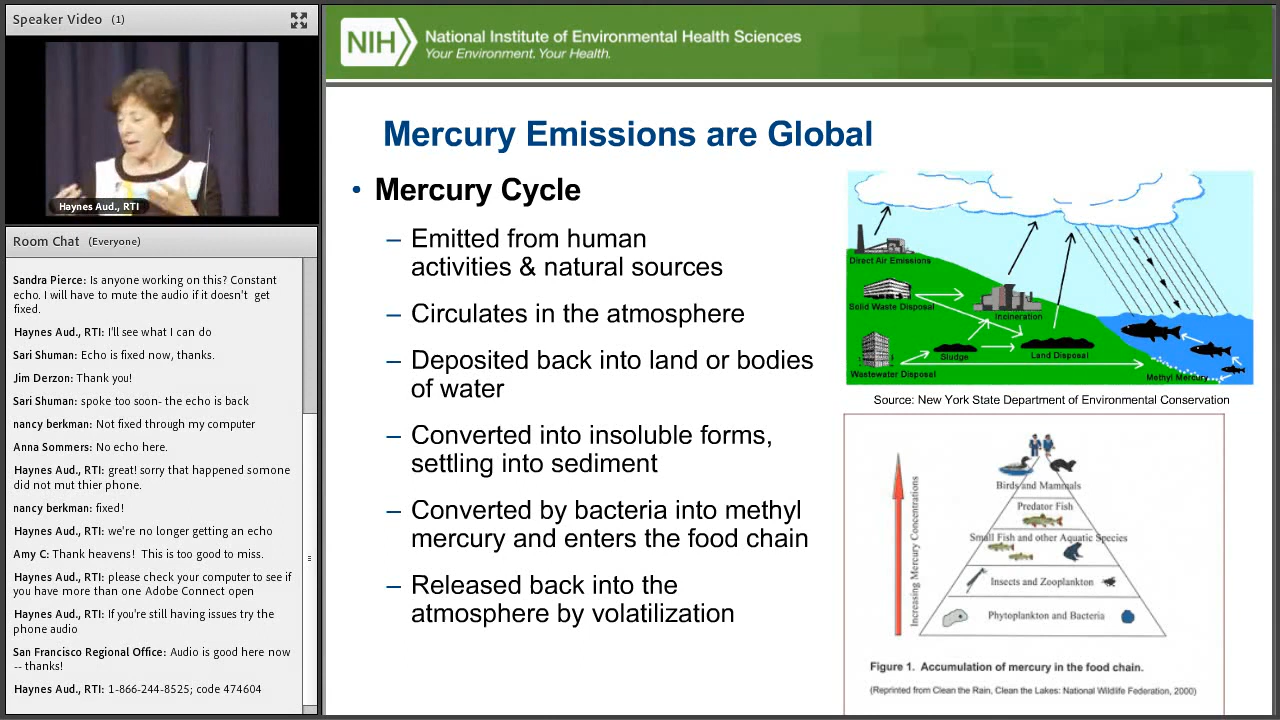 Speaker Video (1)
Haynes Aud., RTI
Room Chat (Everyone)
Sandra Pierce: Is anyone working on this? Constant
echo. I will have to mute the audio if it doesn't get
fixed.
Haynes Aud., RTI: I'll see what I can do
Sari Shuman: Echo is fixed now, thanks.
Jim Derzon: Thank you!
Sari Shuman: spoke too soon- the echo is back
nancy berkman: Not fixed through my computer
Anna Sommers: No echo here.
Haynes Aud., RTI: great! sorry that happened somone
did not mut thier phone.
nancy berkman: fixed!
Haynes Aud., RTI: we're no longer getting an echo
Amy C: Thank heavens! This is too good to miss.
Haynes Aud., RTI: please check your computer to see if
you have more than one Adobe Connect open
Haynes Aud., RTI: If you're still having issues try the
phone audio
San Francisco Regional Office: Audio is good here now
-- thanks!
Haynes Aud., RTI: 1-866-244-8525; code 474604
NIH
National Institute of Environmental Health Sciences
Your Environment. Your Health.
Mercury Emissions are Global
• Mercury Cycle
– Emitted from human
activities & natural sources
– Circulates in the atmosphere
– Deposited back into land or bodies
of water
– Converted into insoluble forms,
settling into sediment
– Converted by bacteria into methyl
mercury and enters the food chain
– Released back into the
atmosphere by volatilization
Direct Air Emissions
Solid Waste Disposal
Incineration
Sludge
Land Disposal
Wastewater Disposal
Methyl Mercury
Source: New York State Department of Environmental Conservation
Increasing Mercury Concentrations
Birds and Mammals
Predator Fish
Small Fish and other Aquatic Species
Insects and Zooplankton
Phytoplankton and Bacteria
Figure 1. Accumulation of mercury in the food chain.
(Reprinted from Clean the Rain, Clean the Lakes: National Wildlife Federation, 2000)